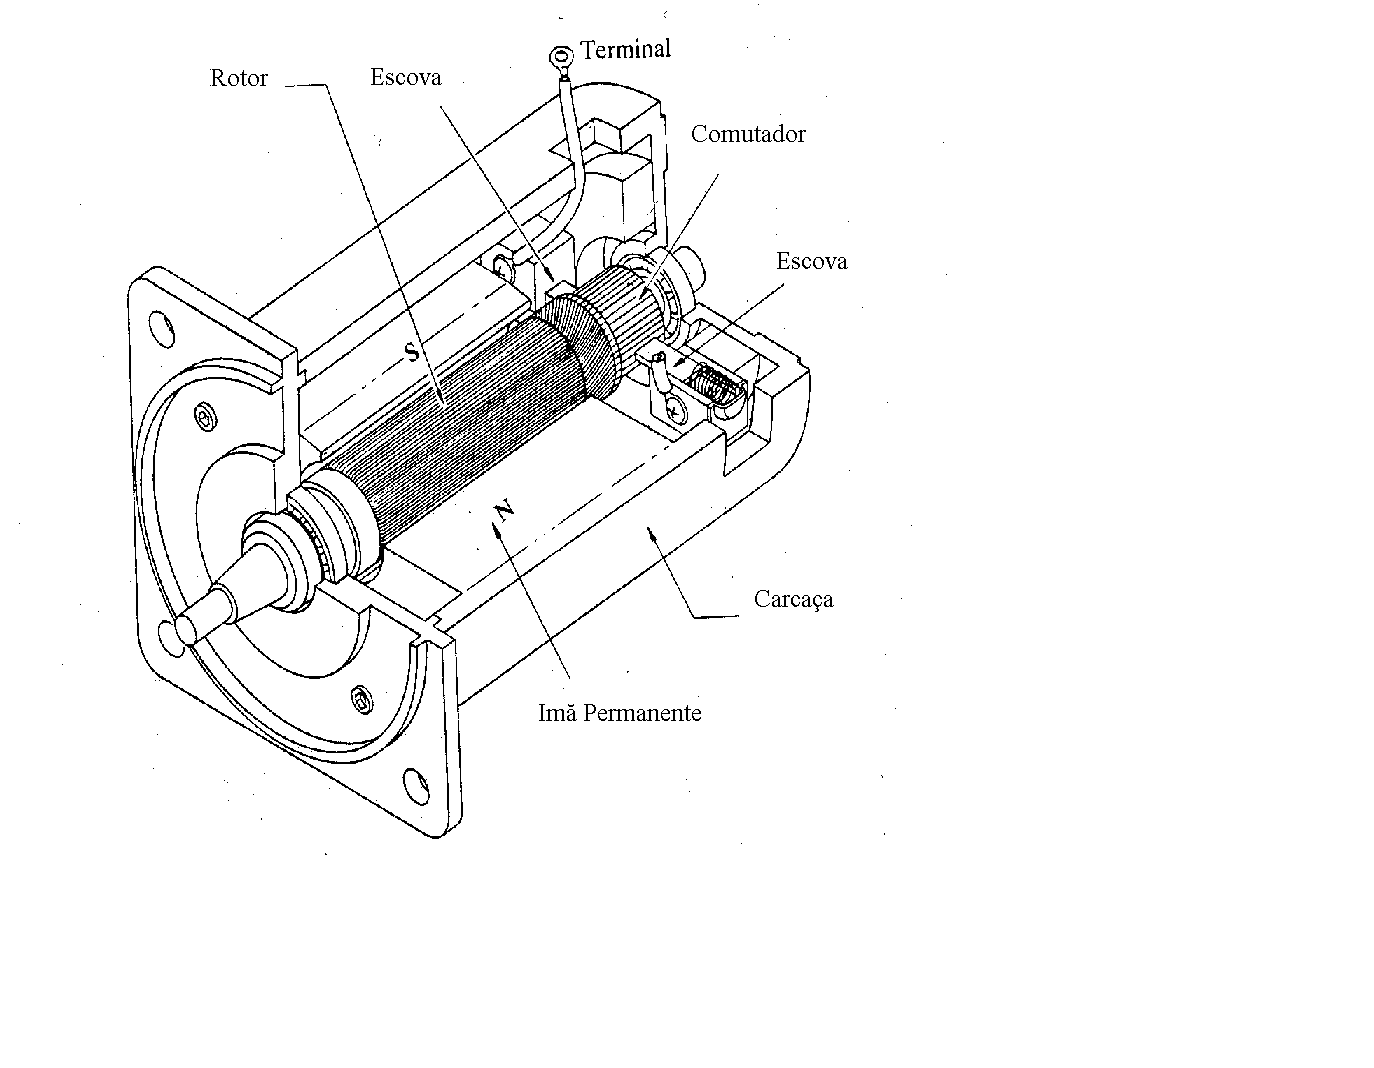 Terminal
Rotor
Escova
Comutador
Escova
S
N
Carcaça
Imã Permanente